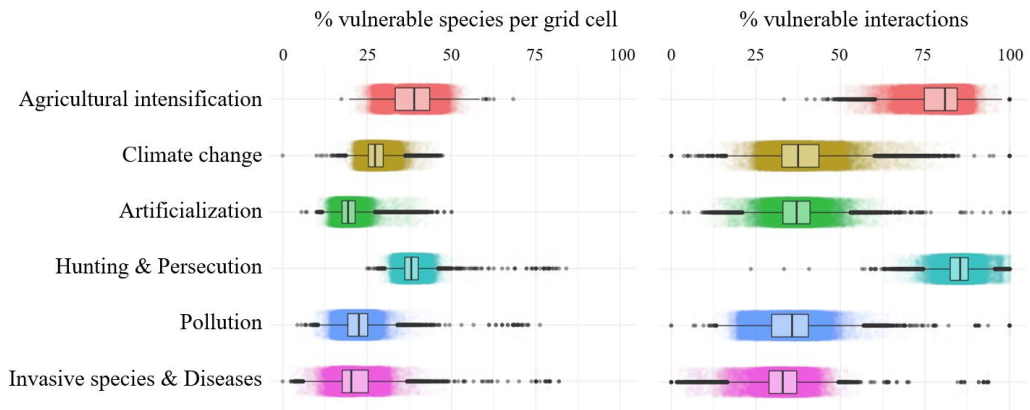 % vulnerable species per grid cell
% vulnerable interactions
0 25 50 75 100
0 25 50 75 100
Agricultural intensification
Climate change
Artificialization
Hunting & Persecution
Pollution
Invasive species & Diseases